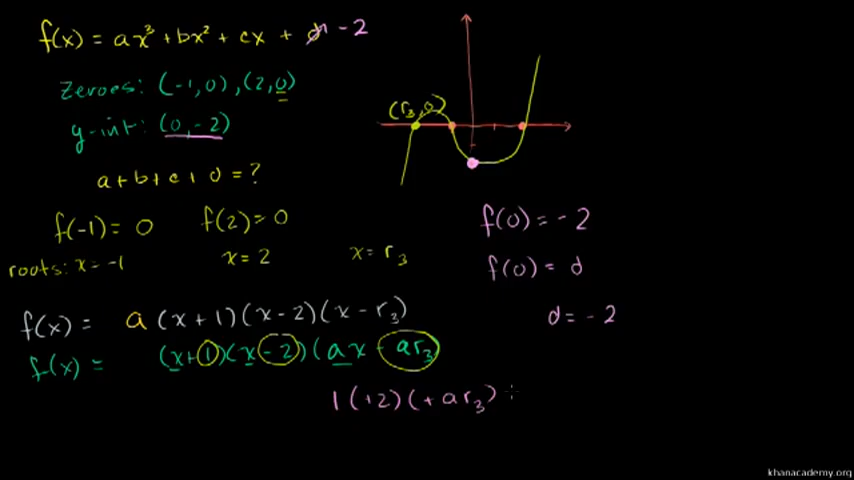 f(x) = ax³ + bx² + cx + d - 2
zeroes: (-1,0), (2,0)
y-int: (0,-2)
(r₃, 0)
a + b + c + d = ?
f(-1) = 0 f(2) = 0
roots: x = -1 x = 2 x = r₃
f(0) = -2
f(0) = d
d = -2
f(x) = a (x + 1)(x - 2)(x - r₃)
f(x) = (x+1)(x-2)(ax - ar₃)
1(+2)(+ar₃)
khanacademy.org